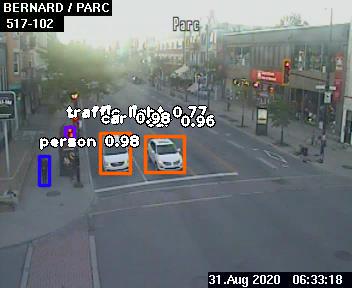 BERNARD / PARC
517-102
Parc
traffic light 0.77
car 0.98
0.96
person 0.98
31.Aug 2020 06:33:18